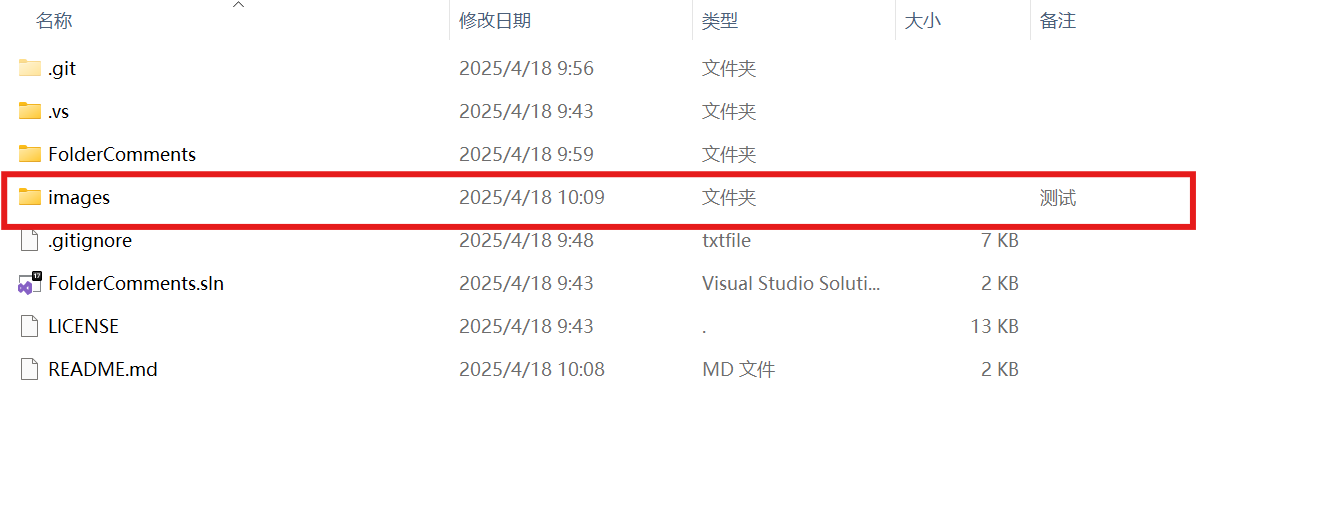 名称 修改日期 类型 大小 备注
.git 2025/4/18 9:56 文件夹
.vs 2025/4/18 9:43 文件夹
FolderComments 2025/4/18 9:59 文件夹
images 2025/4/18 10:09 文件夹 测试
.gitignore 2025/4/18 9:48 txtfile 7 KB
FolderComments.sln 2025/4/18 9:43 Visual Studio Soluti... 2 KB
LICENSE 2025/4/18 9:43 . 13 KB
README.md 2025/4/18 10:08 MD 文件 2 KB